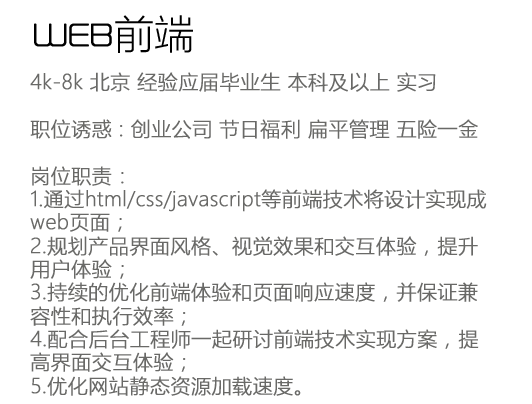 WEB前端
4k-8k 北京 经验应届毕业生 本科及以上 实习
职位诱惑：创业公司 节日福利 扁平管理 五险一金
岗位职责：
1.通过html/css/javascript等前端技术将设计实现成
web页面；
2.规划产品界面风格、视觉效果和交互体验，提升
用户体验；
3.持续的优化前端体验和页面响应速度，并保证兼
容性和执行效率；
4.配合后台工程师一起研讨前端技术实现方案，提
高界面交互体验；
5.优化网站静态资源加载速度。